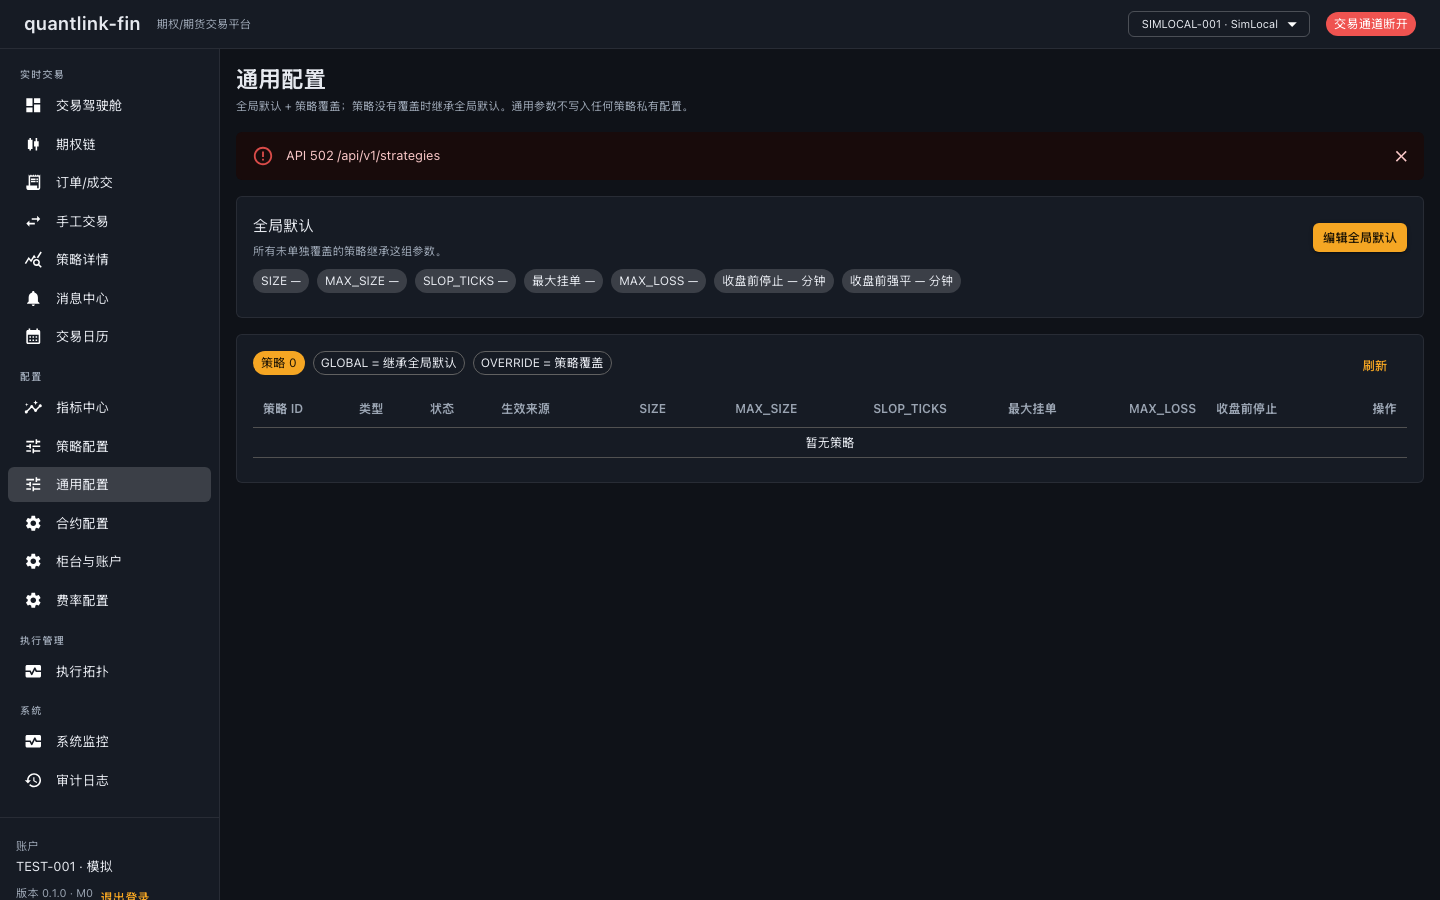 quantlink-fin 期权/期货交易平台 SIMLOCAL-001 · SimLocal 交易通道断开
实时交易
交易驾驶舱
期权链
订单/成交
手工交易
策略详情
消息中心
交易日历
配置
指标中心
策略配置
通用配置
合约配置
柜台与账户
费率配置
执行管理
执行拓扑
系统
系统监控
审计日志
账户
TEST-001 · 模拟
版本 0.1.0 · M0 退出登录
通用配置
全局默认 + 策略覆盖；策略没有覆盖时继承全局默认。通用参数不写入任何策略私有配置。
API 502 /api/v1/strategies
全局默认
所有未单独覆盖的策略继承这组参数。
编辑全局默认
SIZE — MAX_SIZE — SLOP_TICKS — 最大挂单 — MAX_LOSS — 收盘前停止 — 分钟 收盘前强平 — 分钟
策略 0 GLOBAL = 继承全局默认 OVERRIDE = 策略覆盖 刷新
策略 ID 类型 状态 生效来源 SIZE MAX_SIZE SLOP_TICKS 最大挂单 MAX_LOSS 收盘前停止 操作
暂无策略